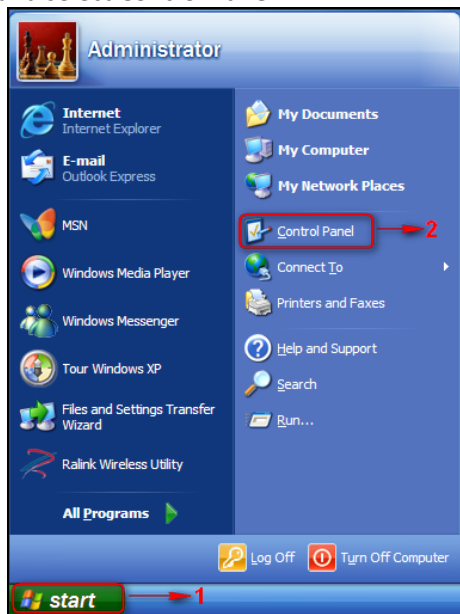 Administrator
Internet
Internet Explorer
E-mail
Outlook Express
MSN
Windows Media Player
Windows Messenger
Tour Windows XP
Files and Settings Transfer
Wizard
Ralink Wireless Utility
All Programs
My Documents
My Computer
My Network Places
Control Panel
2
Connect To
Printers and Faxes
Help and Support
Search
Run...
Log Off
Turn Off Computer
start
1